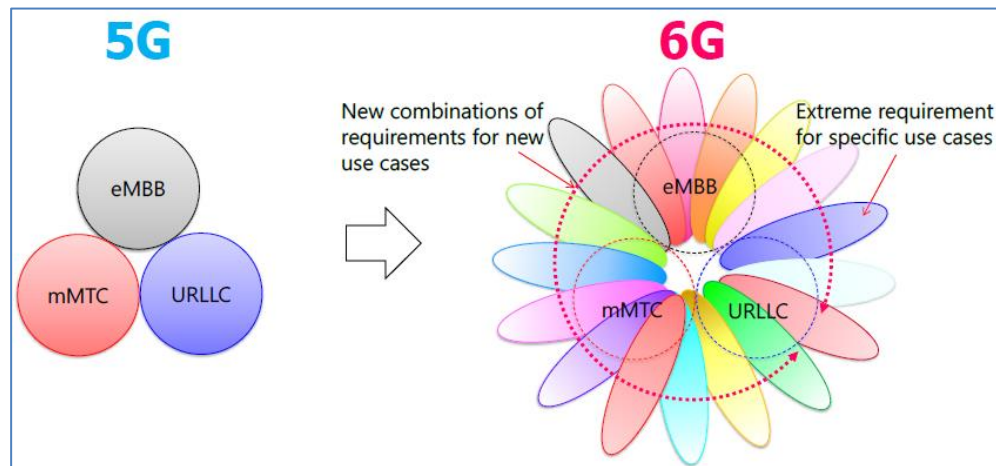 5G
6G
New combinations of
requirements for new
use cases
Extreme requirement
for specific use cases
eMBB
mMTC
URLLC
eMBB
mMTC
URLLC